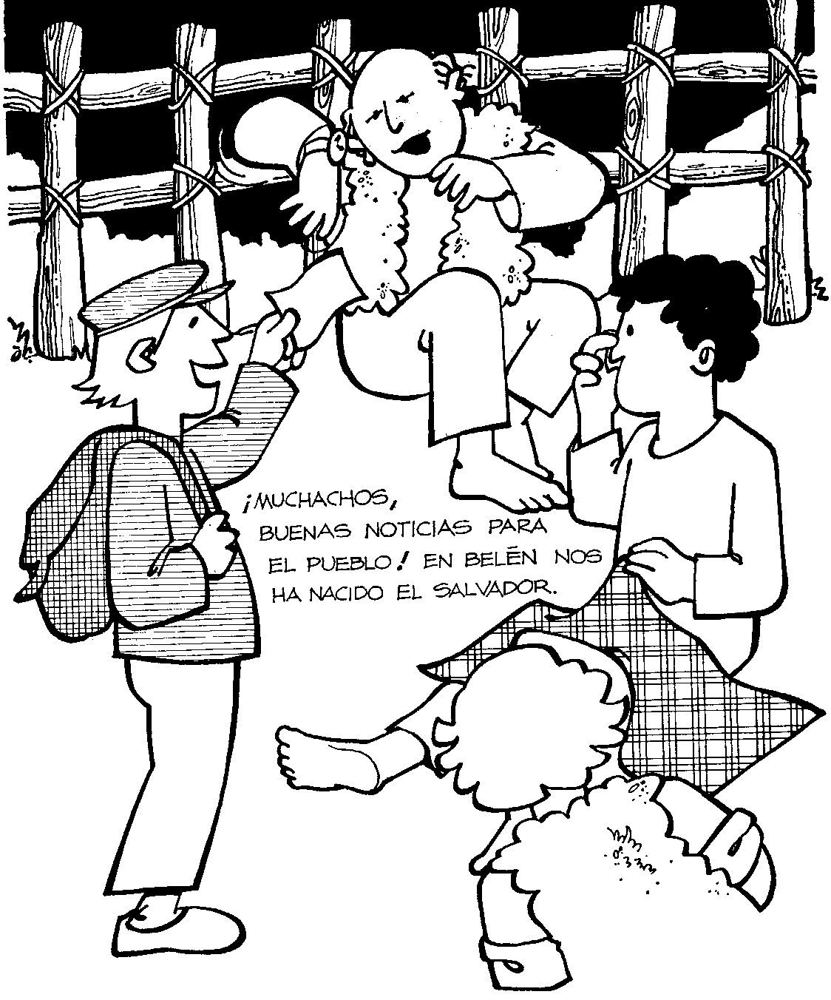 ¡MUCHACHOS,
BUENAS NOTICIAS PARA
EL PUEBLO! EN BELÉN NOS
HA NACIDO EL SALVADOR.